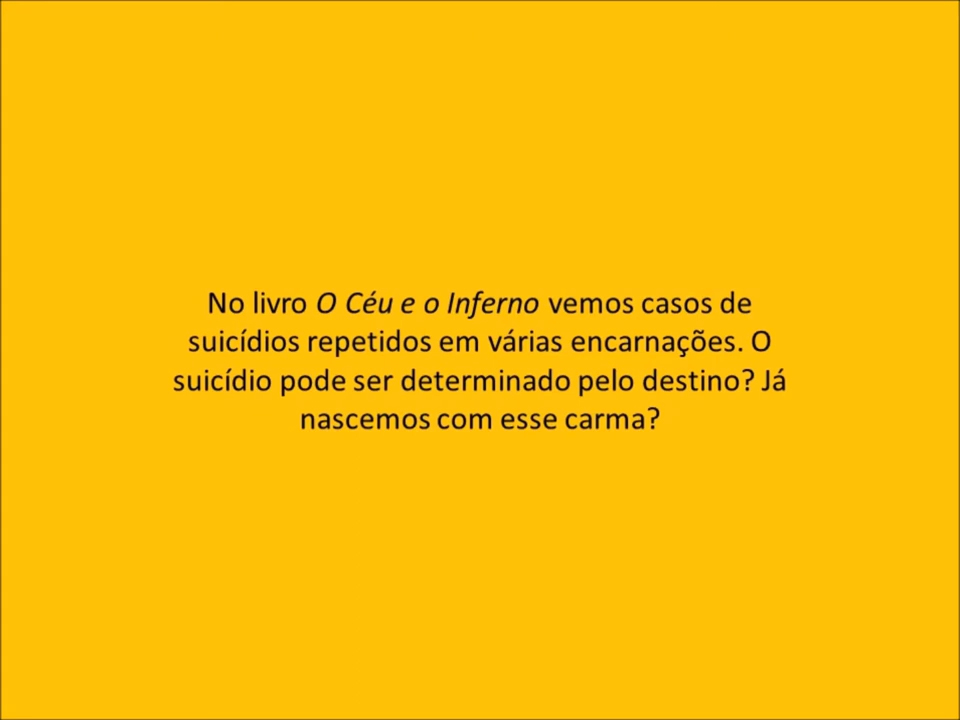 No livro O Céu e o Inferno vemos casos de
suicídios repetidos em várias encarnações. O
suicídio pode ser determinado pelo destino? Já
nascemos com esse carma?